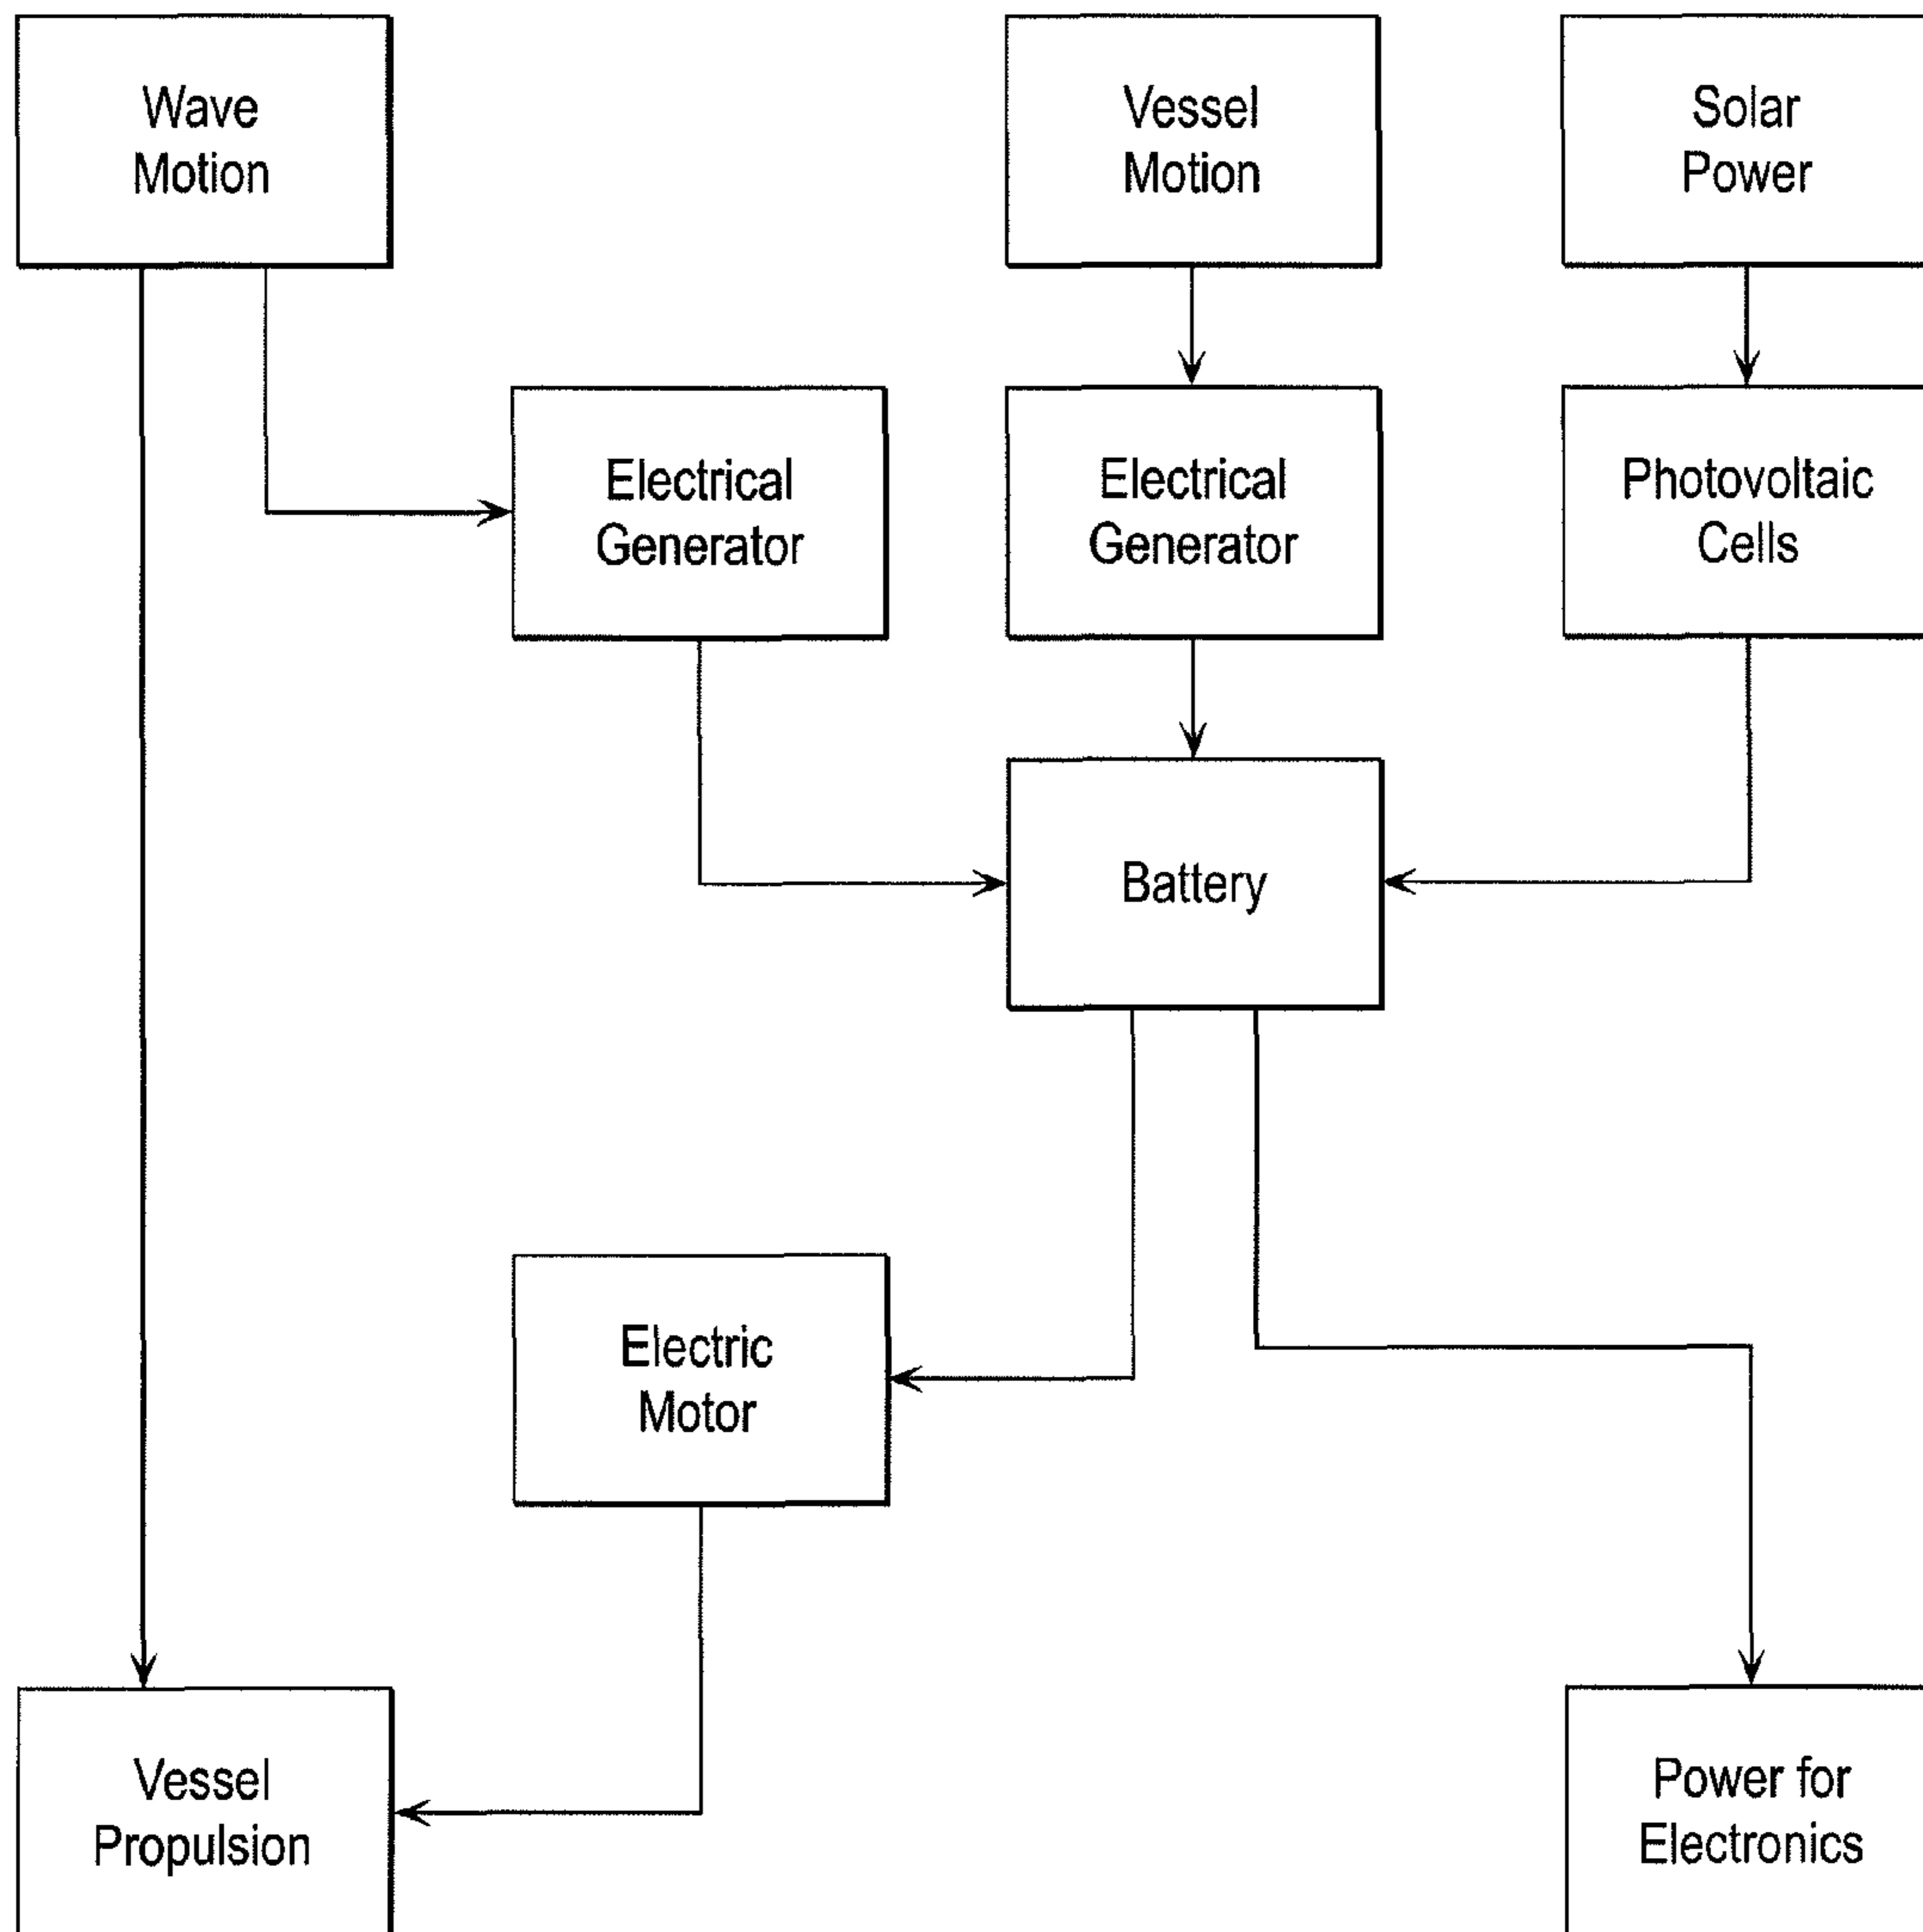 Wave
Motion
Vessel
Motion
Solar
Power
Electrical
Generator
Electrical
Generator
Photovoltaic
Cells
Battery
Electric
Motor
Vessel
Propulsion
Power for
Electronics